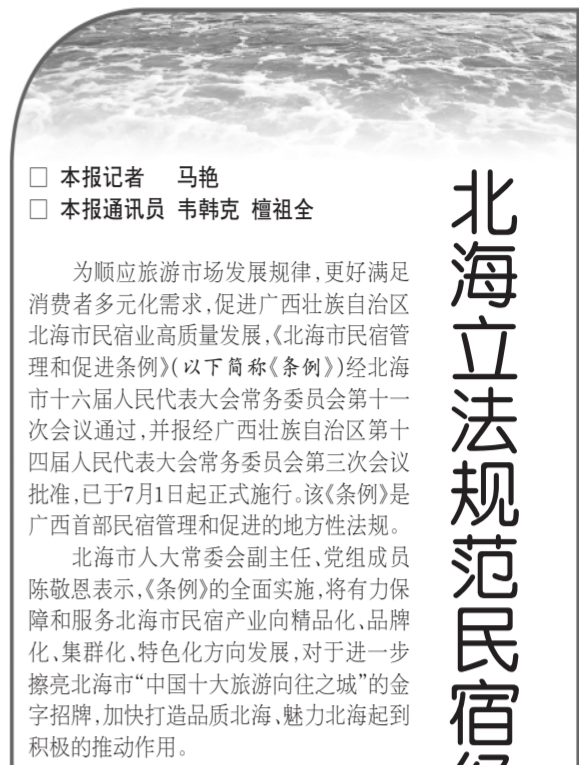 □ 本报记者 马艳
□ 本报通讯员 韦韩克 檀祖全
北海立法规范民宿
为顺应旅游市场发展规律,更好满足
消费者多元化需求,促进广西壮族自治区
北海市民宿业高质量发展,《北海市民宿管
理和促进条例》(以下简称《条例》)经北海
市十六届人民代表大会常务委员会第十一
次会议通过,并报经广西壮族自治区第十
四届人民代表大会常务委员会第三次会议
批准,已于7月1日起正式施行。该《条例》是
广西首部民宿管理和促进的地方性法规。
北海市人大常委会副主任、党组成员
陈敬恩表示,《条例》的全面实施,将有力保
障和服务北海市民宿产业向精品化、品牌
化、集群化、特色化方向发展,对于进一步
擦亮北海市“中国十大旅游向往之城”的金
字招牌,加快打造品质北海、魅力北海起到
积极的推动作用。